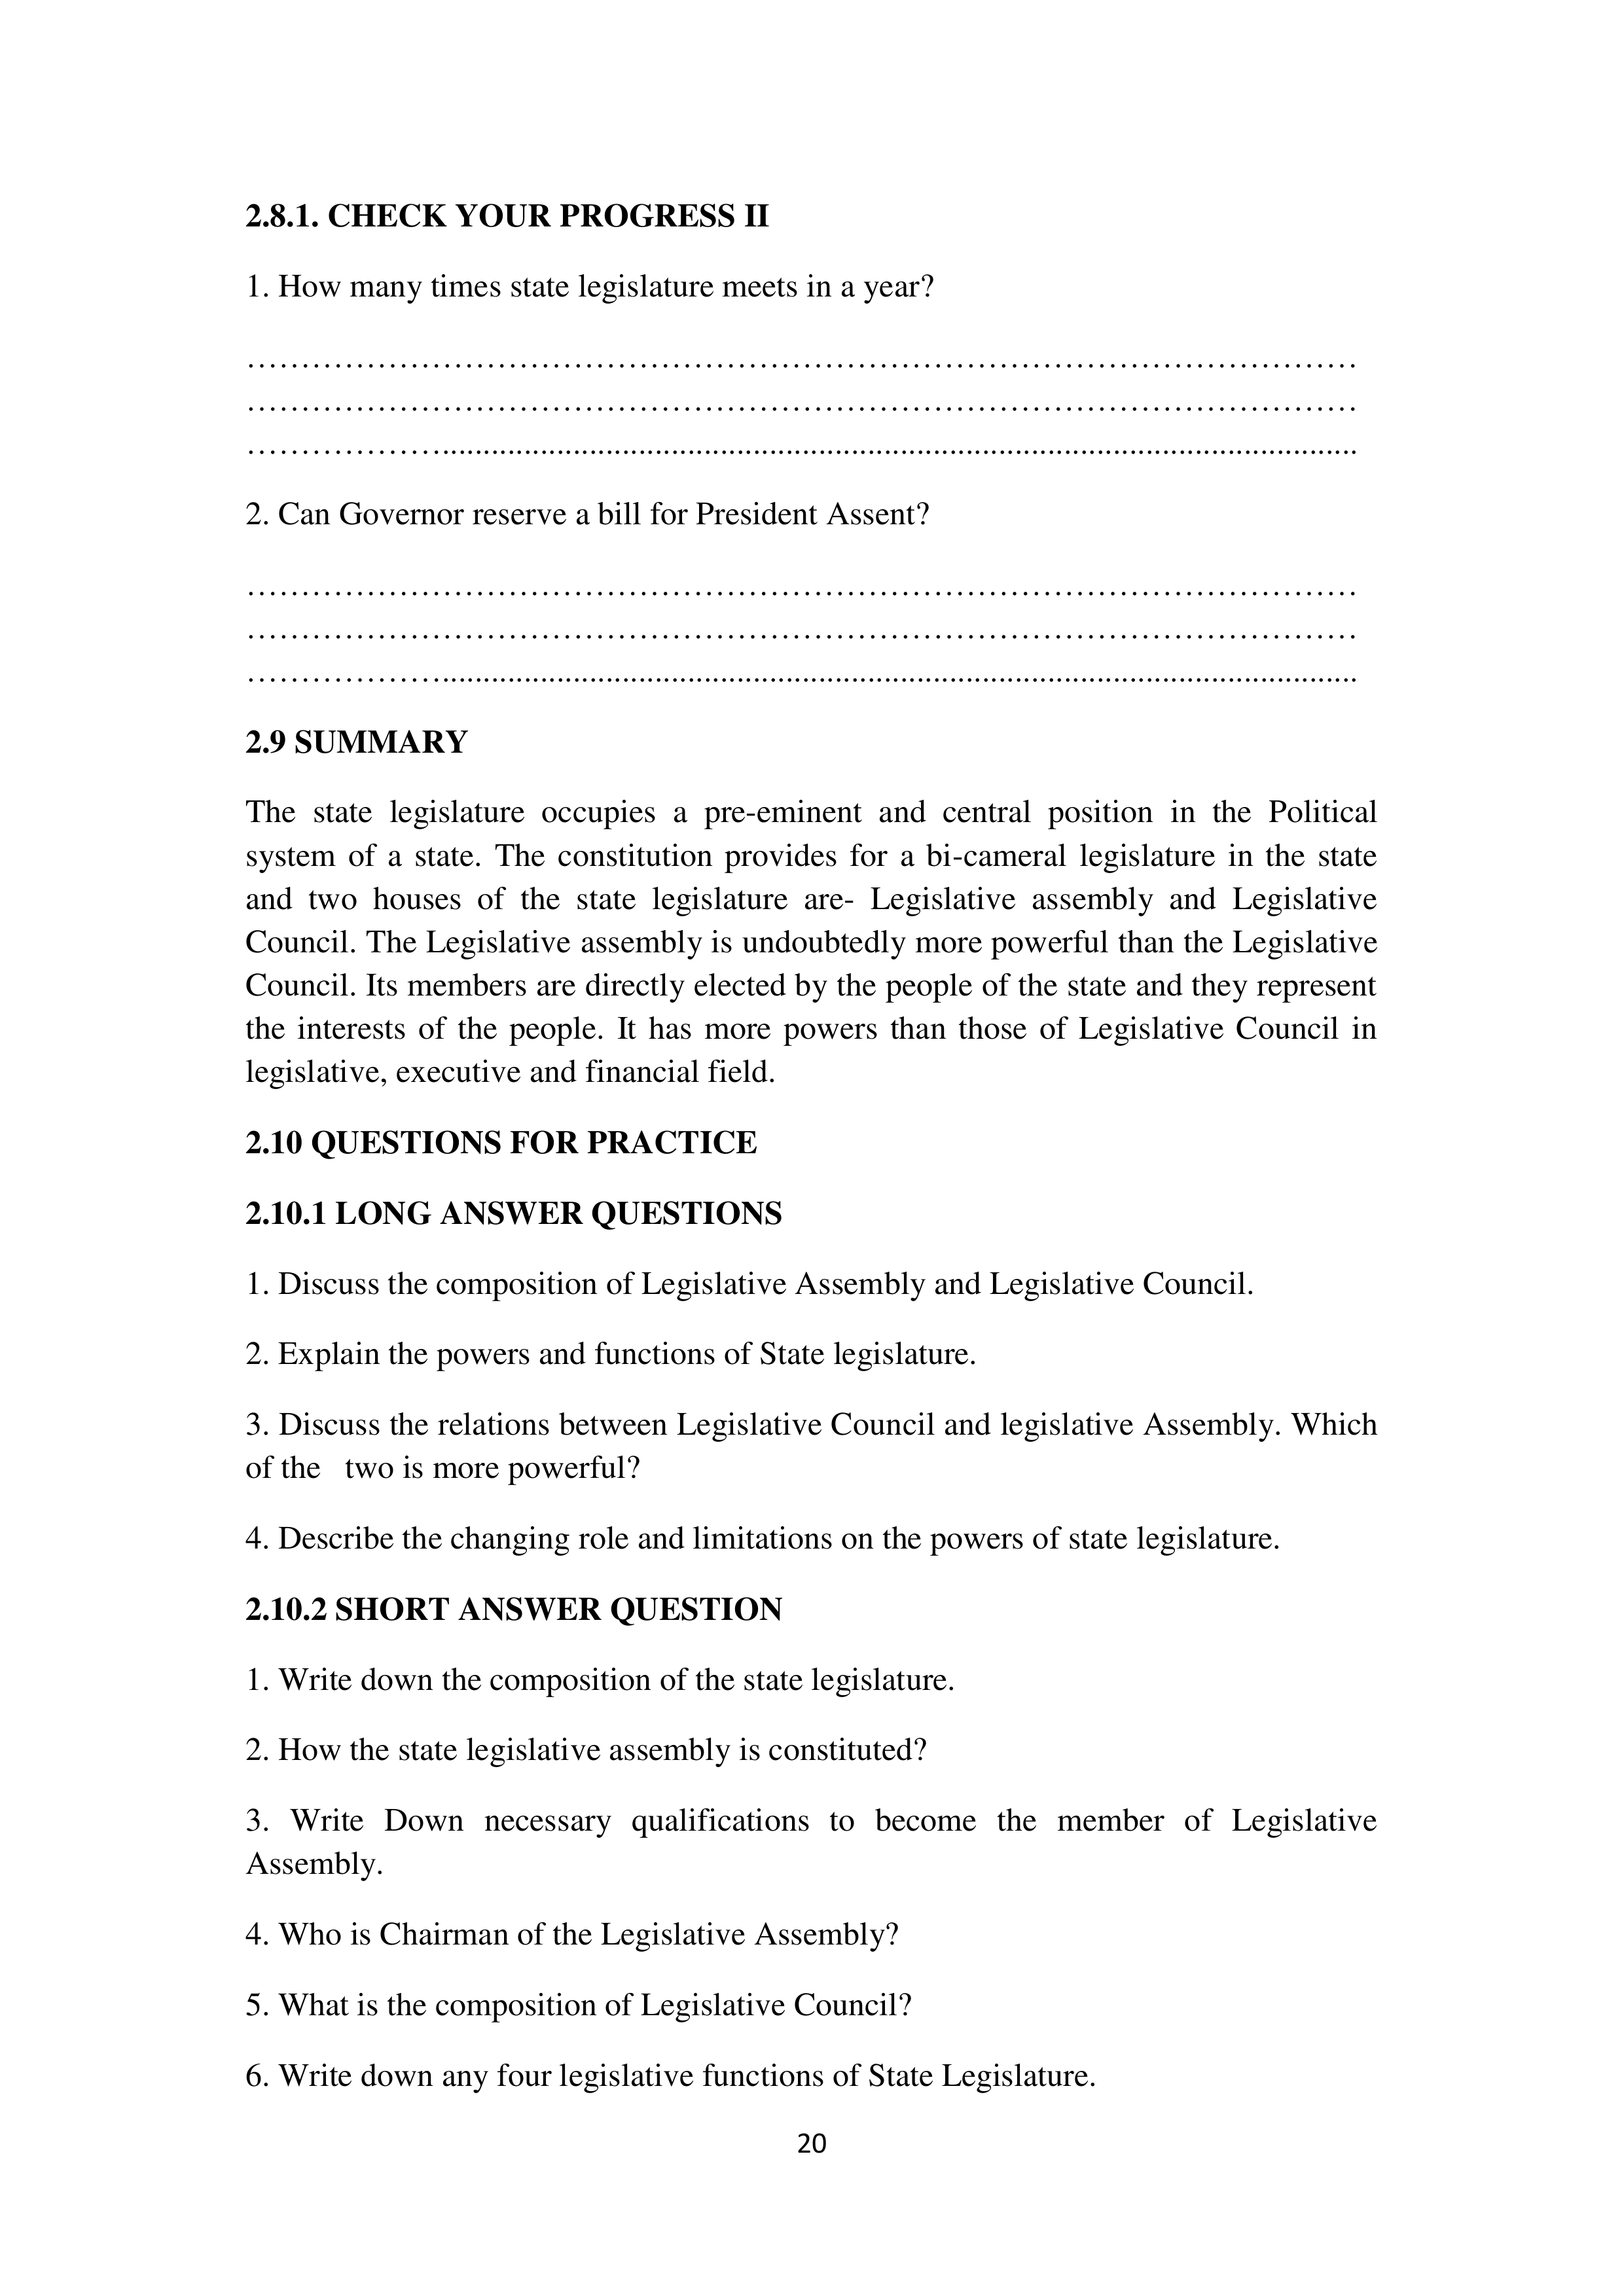 2.8.1. CHECK YOUR PROGRESS II
1. How many times state legislature meets in a year?
……………………………………………………………………………………………
……………………………………………………………………………………………
………………...............................................................................................
2. Can Governor reserve a bill for President Assent?
……………………………………………………………………………………………
……………………………………………………………………………………………
………………...............................................................................................
2.9 SUMMARY
The state legislature occupies a pre-eminent and central position in the Political
system of a state. The constitution provides for a bi-cameral legislature in the state
and two houses of the state legislature are- Legislative assembly and Legislative
Council. The Legislative assembly is undoubtedly more powerful than the Legislative
Council. Its members are directly elected by the people of the state and they represent
the interests of the people. It has more powers than those of Legislative Council in
legislative, executive and financial field.
2.10 QUESTIONS FOR PRACTICE
2.10.1 LONG ANSWER QUESTIONS
1. Discuss the composition of Legislative Assembly and Legislative Council.
2. Explain the powers and functions of State legislature.
3. Discuss the relations between Legislative Council and legislative Assembly. Which
of the two is more powerful?
4. Describe the changing role and limitations on the powers of state legislature.
2.10.2 SHORT ANSWER QUESTION
1. Write down the composition of the state legislature.
2. How the state legislative assembly is constituted?
3. Write Down necessary qualifications to become the member of Legislative
Assembly.
4. Who is Chairman of the Legislative Assembly?
5. What is the composition of Legislative Council?
6. Write down any four legislative functions of State Legislature.
20